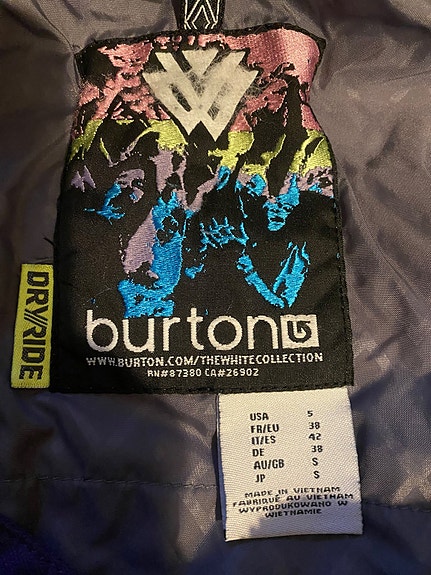 burton
WWW.BURTON.COM/THEWHITECOLLECTION
RN#87380 CA#26902
DRYRIDE
USA 5
FR/EU 38
IT/ES 42
DE 38
AU/GB S
JP S
MADE IN VIETNAM
FABRIQUÉ AU VIETNAM
WYPRODUKOWANO W
WIETNAMIE